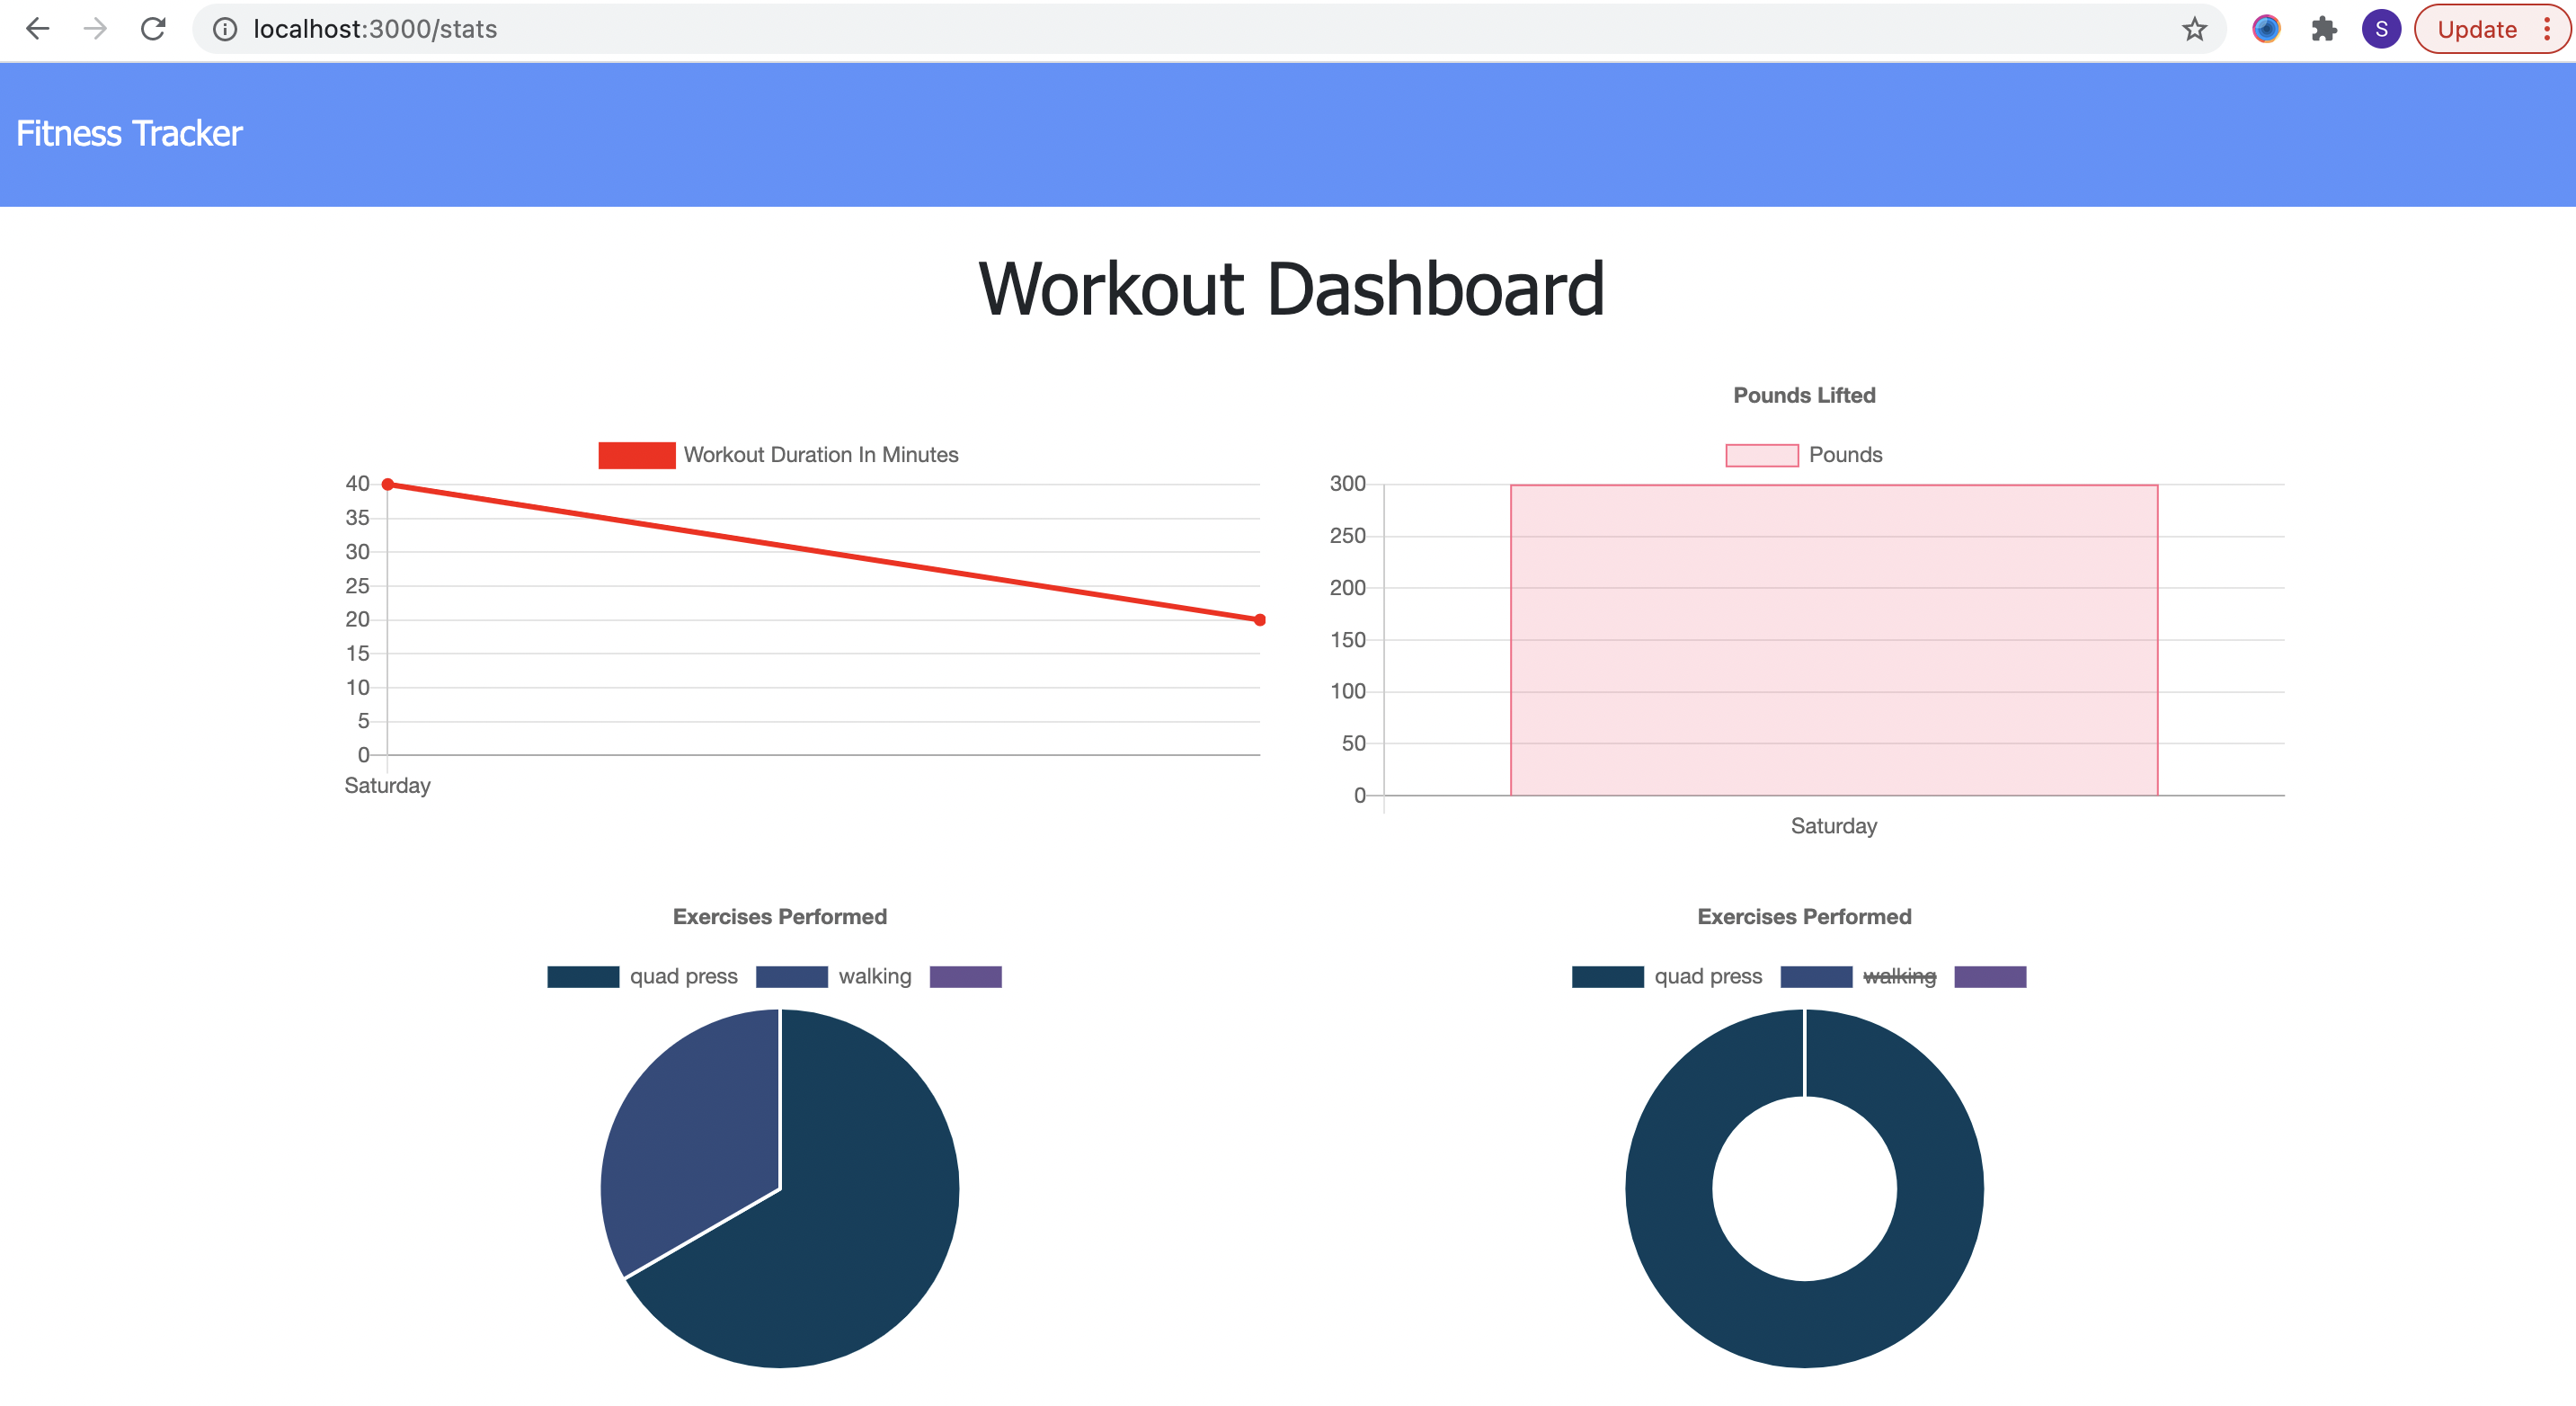 localhost:3000/stats
S
Update
Fitness Tracker
Workout Dashboard
Workout Duration In Minutes
40
35
30
25
20
15
10
5
0
Saturday
Pounds Lifted
Pounds
300
250
200
150
100
50
0
Saturday
Exercises Performed
quad press walking
Exercises Performed
quad press walking